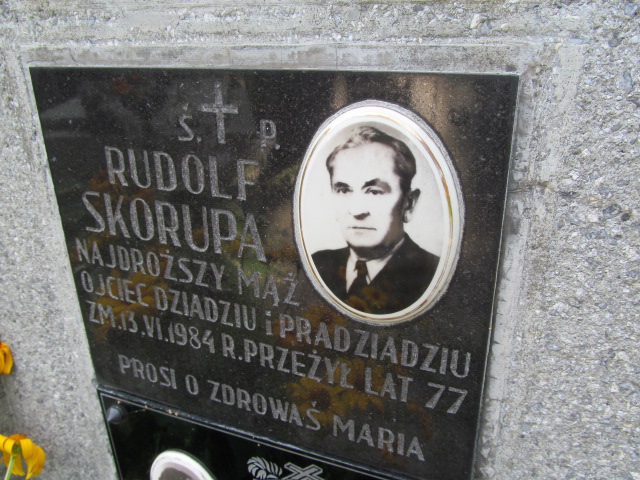 Ś. P.
RUDOLF
SKORUPA
NAJDROŻSZY MĄŻ
OJCIEC DZIADZIU i PRADZIADZIU
ZM.13.VI.1984 R.PRZEŻYŁ LAT 77
PROSI O ZDROWAŚ MARIA